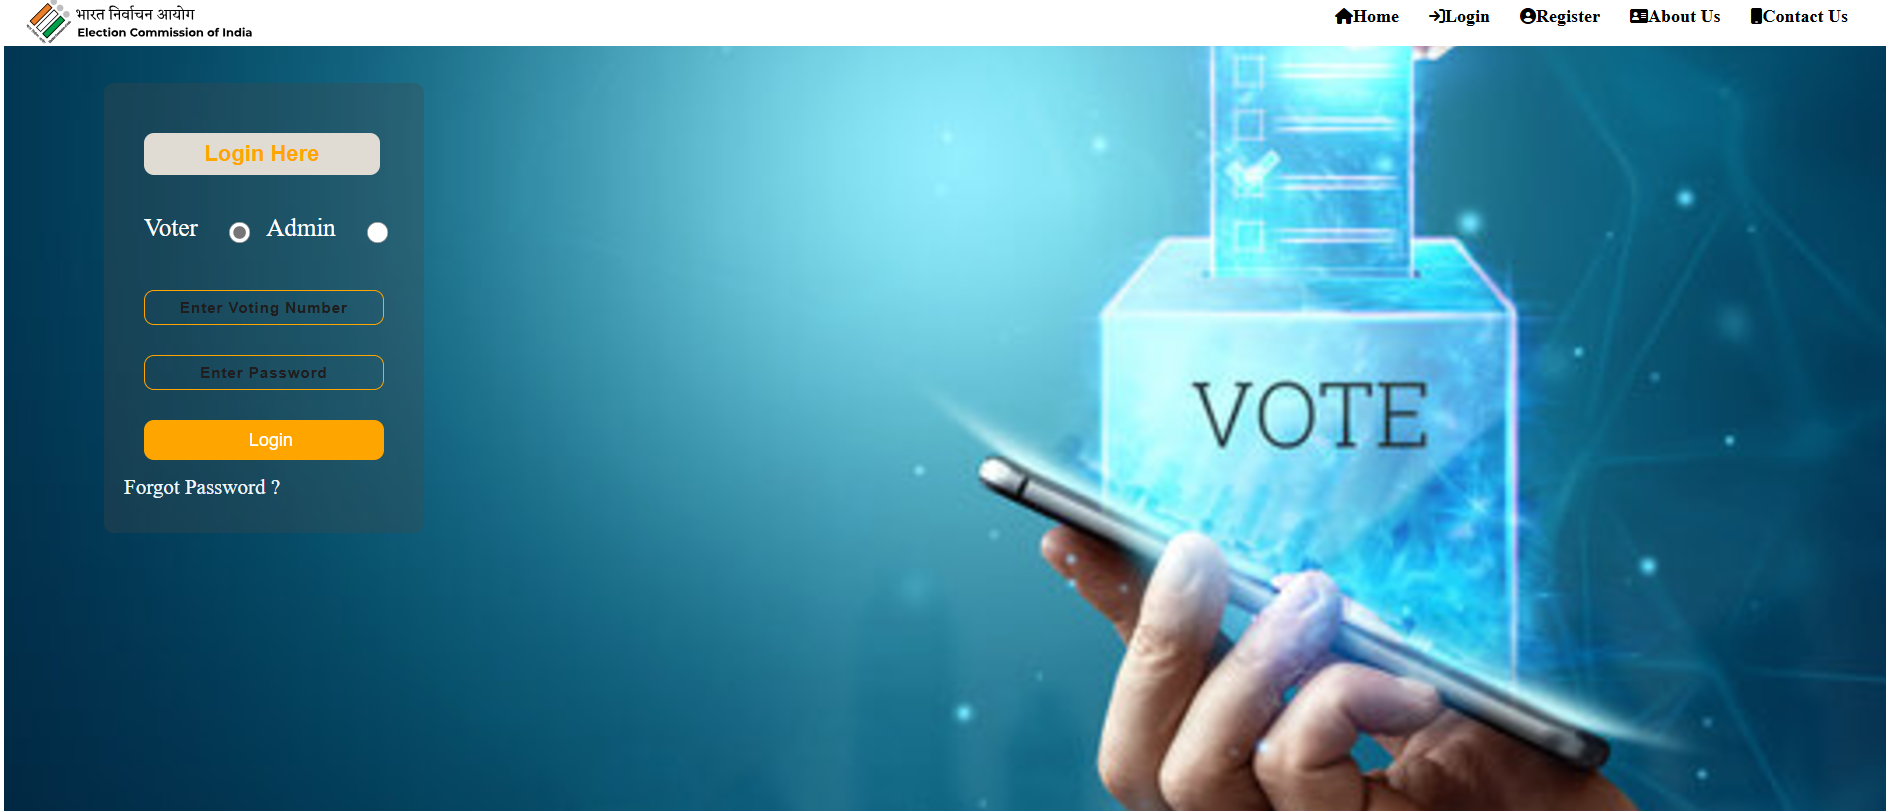 भारत निर्वाचन आयोग
Election Commission of India
Home Login Register About Us Contact Us
Login Here
Voter Admin
Enter Voting Number
Enter Password
Login
Forgot Password ?
VOTE